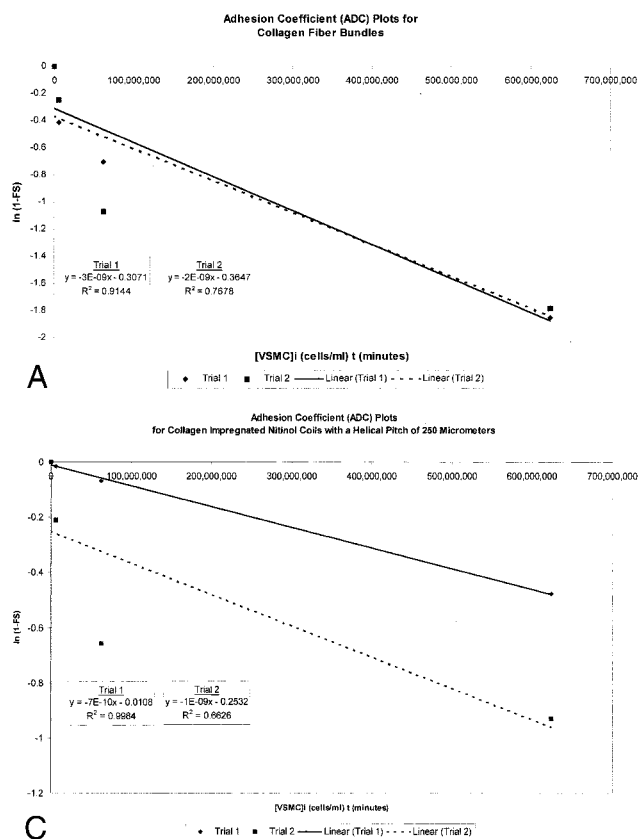 Adhesion Coefficient (ADC) Plots for
Collagen Fiber Bundles
0 100,000,000 200,000,000 300,000,000 400,000,000 500,000,000 600,000,000 700,000,000
0
-0.2
-0.4
-0.6
-0.8
-1
-1.2
-1.4
-1.6
-1.8
-2
ln (1-FS)
Trial 1 Trial 2
y = -3E-09x - 0.3071 y = -2E-09x - 0.3647
R² = 0.9144 R² = 0.7678
[VSMC]i (cells/ml) t (minutes)
A
Trial 1 Trial 2 Linear (Trial 1) Linear (Trial 2)
Adhesion Coefficient (ADC) Plots
for Collagen Impregnated Nitinol Coils with a Helical Pitch of 250 Micrometers
0 100,000,000 200,000,000 300,000,000 400,000,000 500,000,000 600,000,000 700,000,000
0
-0.2
-0.4
-0.6
-0.8
-1
-1.2
ln (1-FS)
Trial 1 Trial 2
y = -7E-10x - 0.0108 y = -1E-09x - 0.2532
R² = 0.9984 R² = 0.6626
[VSMC]i (cells/ml) t (minutes)
C
Trial 1 Trial 2 Linear (Trial 1) Linear (Trial 2)